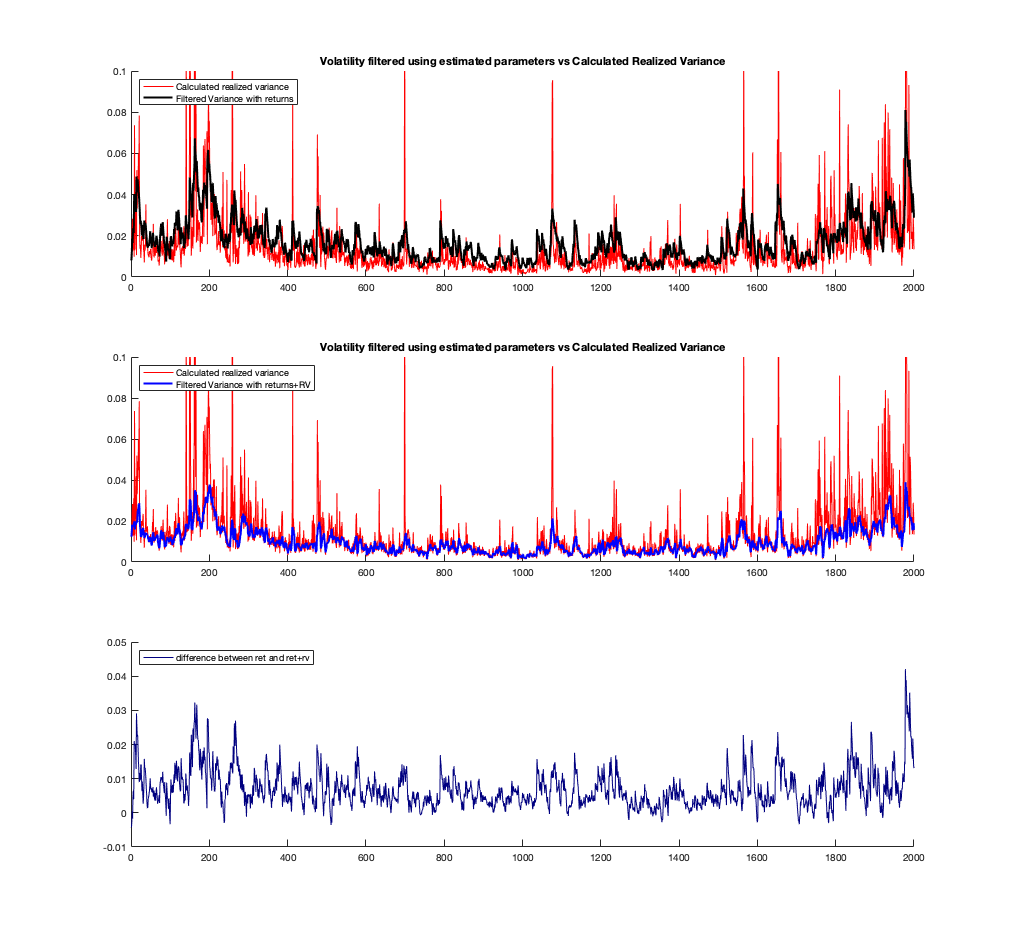 Volatility filtered using estimated parameters vs Calculated Realized Variance
0.1
Calculated realized variance
Filtered Variance with returns
0.08
0.06
0.04
0.02
0
0 200 400 600 800 1000 1200 1400 1600 1800 2000
Volatility filtered using estimated parameters vs Calculated Realized Variance
0.1
Calculated realized variance
Filtered Variance with returns+RV
0.08
0.06
0.04
0.02
0
0 200 400 600 800 1000 1200 1400 1600 1800 2000
0.05
difference between ret and ret+rv
0.04
0.03
0.02
0.01
0
-0.01
0 200 400 600 800 1000 1200 1400 1600 1800 2000